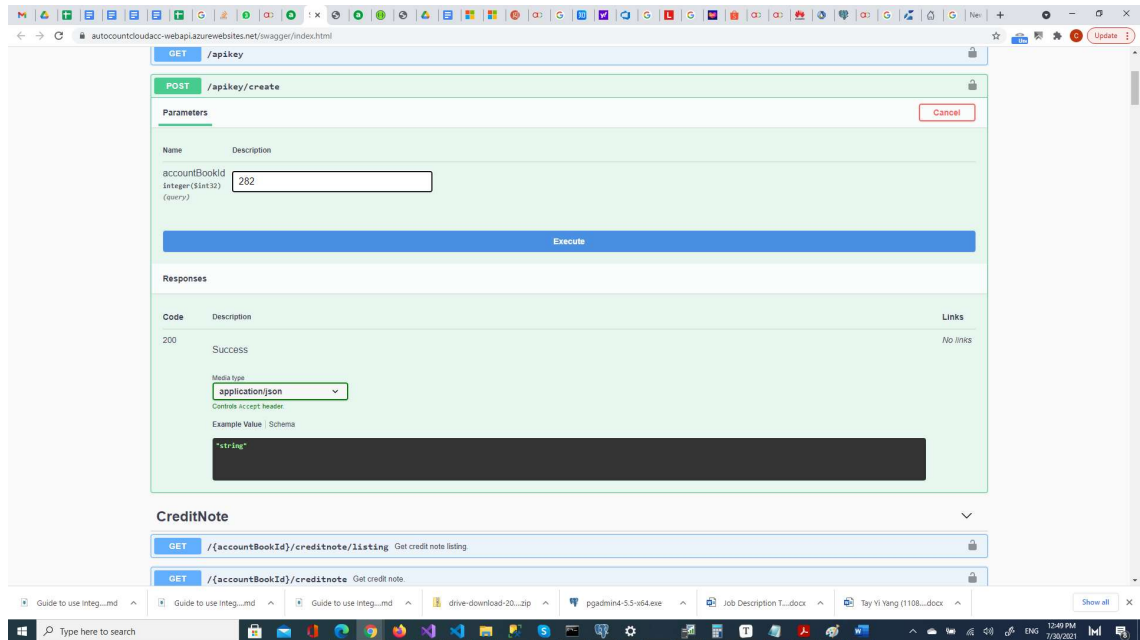 Nev
autocountcloudacc-webapi.azurewebsites.net/swagger/index.html
Update
GET /apikey
POST /apikey/create
Parameters
Cancel
Name Description
accountBookId
integer($int32)
(query)
282
Execute
Responses
Code Description Links
200 Success No links
Media type
application/json
Controls Accept header.
Example Value Schema
"string"
CreditNote
GET /{accountBookId}/creditnote/listing Get credit note listing.
GET /{accountBookId}/creditnote Get credit note.
Guide to use Integ....md Guide to use Integ....md Guide to use Integ....md drive-download-20....zip pgadmin4-5.5-x64.exe Job Description T....docx Tay Yi Yang (1108....docx Show all
Type here to search
ENG 12:49 PM
7/30/2021